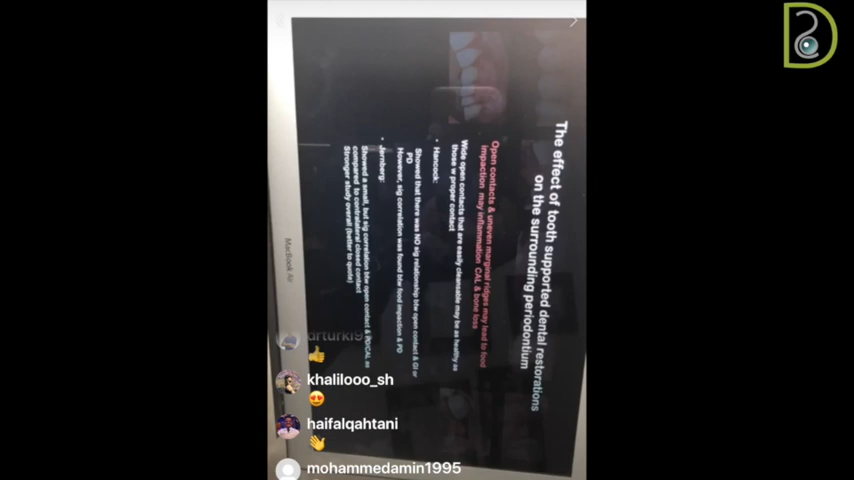 The effect of tooth supported dental restorations
on the surrounding periodontium
Open contacts & uneven marginal ridges may lead to food
impaction may inflammation CAL & bone loss
Wide open contacts that are easily cleansable may be as healthy as
those w proper contact
• Hancock:
Showed that there was NO sig relationship btw open contact & GI or
PD
However, sig correlation was found btw food impaction & PD
• Jernberg:
Showed a small, but sig correlation btw open contact & PD/CAL as
compared to contralateral closed contact
Stronger study overall (better to quote)
MacBook Air
arturki9
👍
khalilooo_sh
😍
haifalqahtani
👋
mohammedamin1995